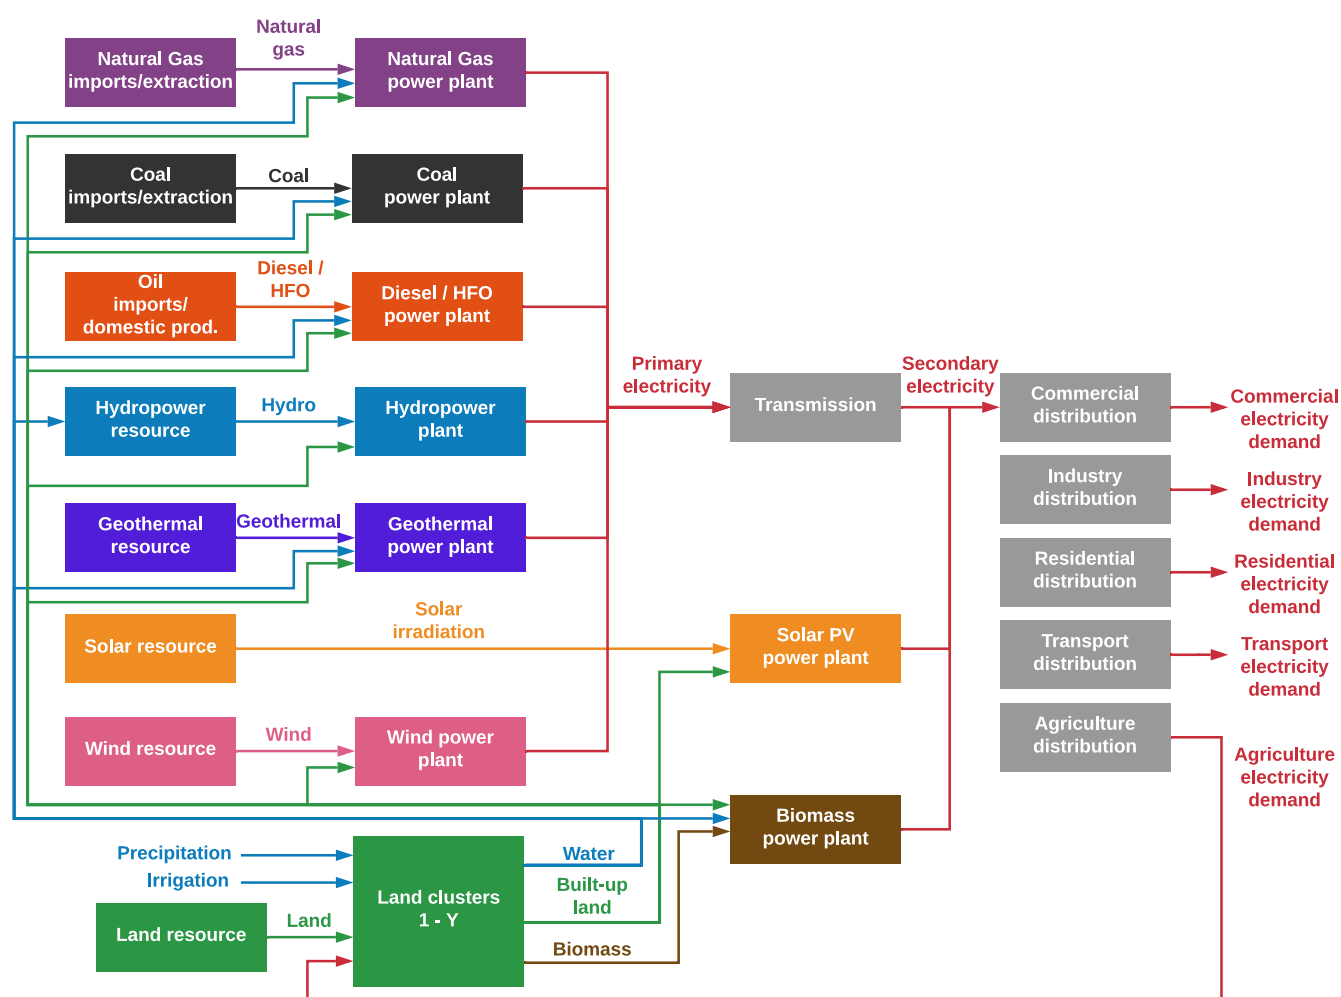 Natural
gas
Natural Gas
imports/extraction
Natural Gas
power plant
Coal
imports/extraction
Coal
Coal
power plant
Oil
imports/
domestic prod.
Diesel /
HFO
Diesel / HFO
power plant
Hydropower
resource
Hydro
Hydropower
plant
Primary
electricity
Transmission
Secondary
electricity
Commercial
distribution
Commercial
electricity
demand
Industry
distribution
Industry
electricity
demand
Geothermal
resource
Geothermal
Geothermal
power plant
Residential
distribution
Residential
electricity
demand
Solar resource
Solar
irradiation
Solar PV
power plant
Transport
distribution
Transport
electricity
demand
Wind resource
Wind
Wind power
plant
Agriculture
distribution
Agriculture
electricity
demand
Biomass
power plant
Precipitation
Irrigation
Land resource
Land
Land clusters
1 - Y
Water
Built-up
land
Biomass